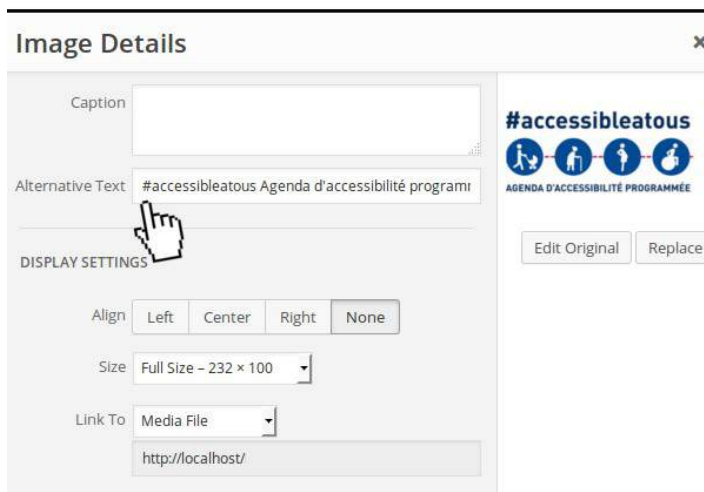 Image Details
×
Caption
#accessibleatous
Alternative Text #accessibleatous Agenda d'accessibilité programm
AGENDA D'ACCESSIBILITÉ PROGRAMMÉE
DISPLAY SETTINGS
Edit Original Replace
Align Left Center Right None
Size Full Size – 232 × 100
Link To Media File
http://localhost/